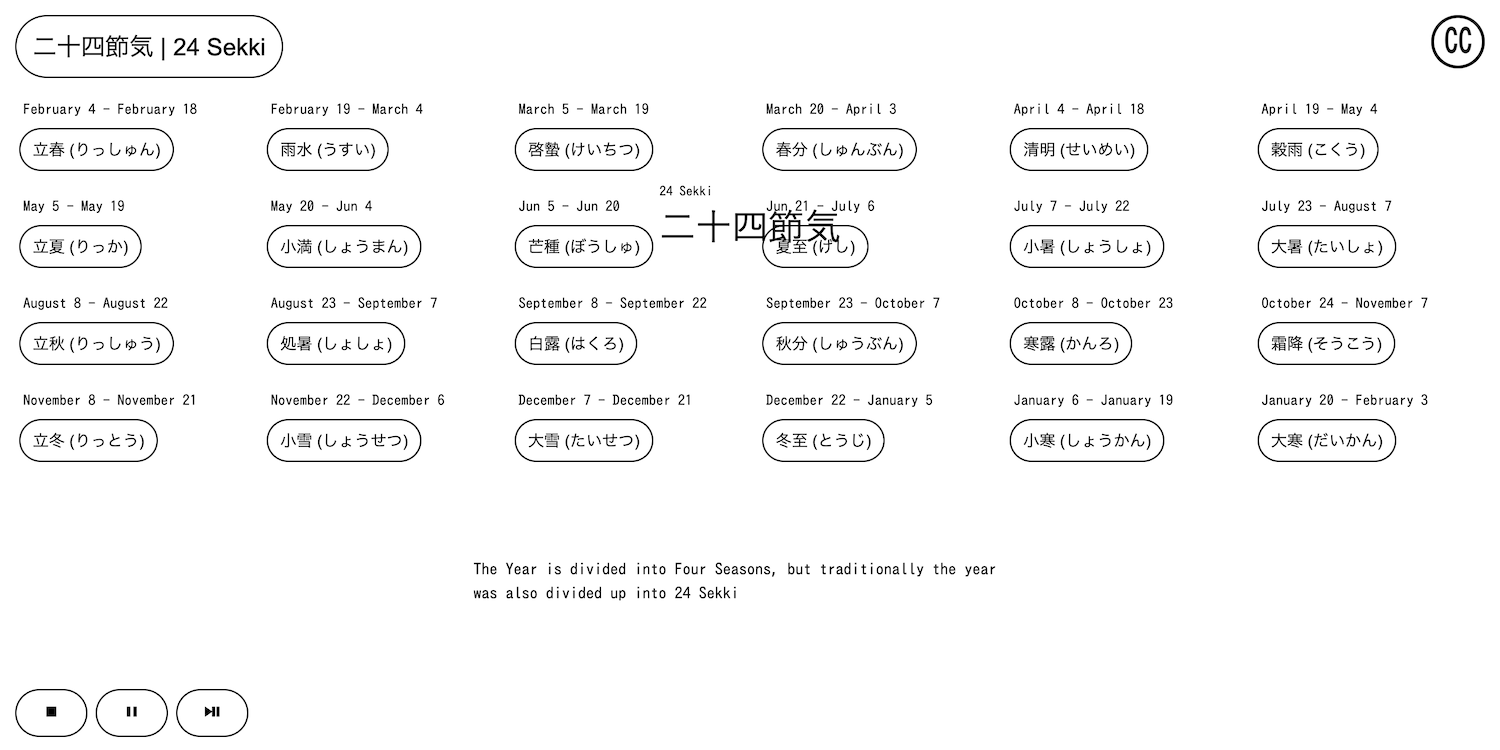 二十四節気 | 24 Sekki
CC
February 4 – February 18
立春 (りっしゅん)
February 19 – March 4
雨水 (うすい)
March 5 – March 19
啓蟄 (けいちつ)
March 20 – April 3
春分 (しゅんぶん)
April 4 – April 18
清明 (せいめい)
April 19 – May 4
穀雨 (こくう)
24 Sekki
二十四節気
May 5 – May 19
立夏 (りっか)
May 20 – Jun 4
小満 (しょうまん)
Jun 5 – Jun 20
芒種 (ぼうしゅ)
Jun 21 – July 6
夏至 (げし)
July 7 – July 22
小暑 (しょうしょ)
July 23 – August 7
大暑 (たいしょ)
August 8 – August 22
立秋 (りっしゅう)
August 23 – September 7
処暑 (しょしょ)
September 8 – September 22
白露 (はくろ)
September 23 – October 7
秋分 (しゅうぶん)
October 8 – October 23
寒露 (かんろ)
October 24 – November 7
霜降 (そうこう)
November 8 – November 21
立冬 (りっとう)
November 22 – December 6
小雪 (しょうせつ)
December 7 – December 21
大雪 (たいせつ)
December 22 – January 5
冬至 (とうじ)
January 6 – January 19
小寒 (しょうかん)
January 20 – February 3
大寒 (だいかん)
The Year is divided into Four Seasons, but traditionally the year
was also divided up into 24 Sekki